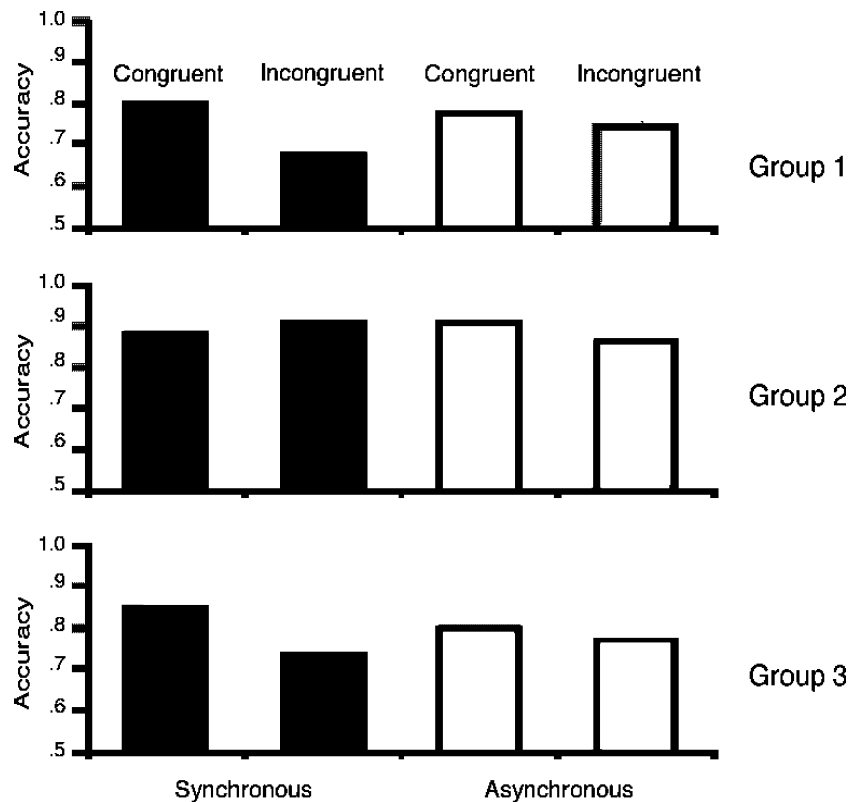 1.0
.9
.8
.7
.6
.5
Accuracy
Congruent Incongruent Congruent Incongruent
Group 1
1.0
.9
.8
.7
.6
.5
Accuracy
Group 2
1.0
.9
.8
.7
.6
.5
Accuracy
Group 3
Synchronous Asynchronous